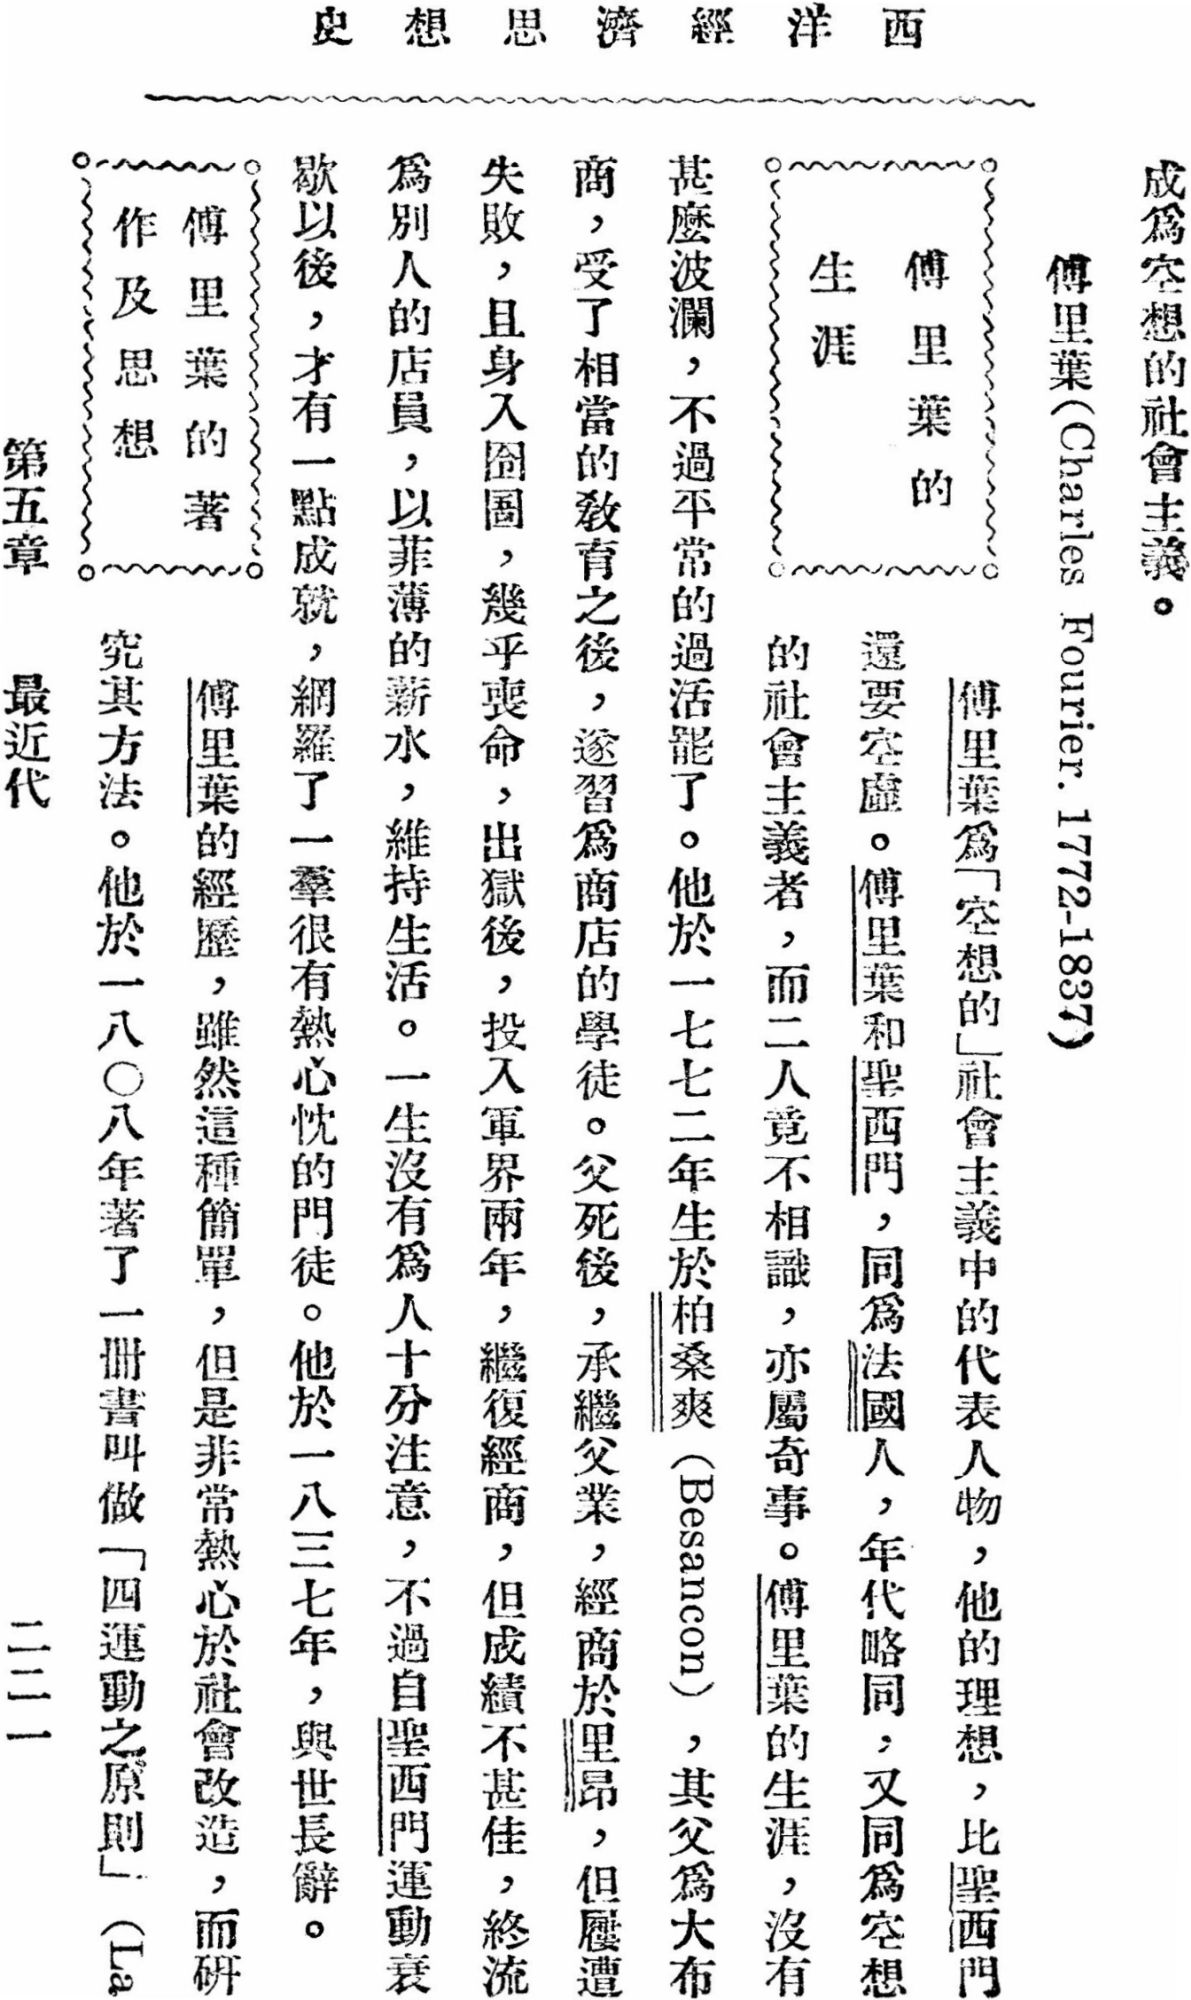 西洋經濟思想史
成爲空想的社會主義。
傅里葉(Charles Fourier. 1772-1837)
傅里葉的
生涯
傅里葉爲「空想的」社會主義中的代表人物，他的理想，比聖西門
還要空虛。傅里葉和聖西門，同爲法國人，年代略同，又同爲空想
的社會主義者，而二人竟不相識，亦屬奇事。傅里葉的生涯，沒有
甚麼波瀾，不過平常的過活罷了。他於一七七二年生於柏桑爽（Besancon），其父爲大布
商，受了相當的敎育之後，遂習爲商店的學徒。父死後，承繼父業，經商於里昂，但屢遭
失敗，且身入囹圄，幾乎喪命，出獄後，投入軍界兩年，繼復經商，但成績不甚佳，終流
爲別人的店員，以菲薄的薪水，維持生活。一生沒有爲人十分注意，不過自聖西門運動衰
歇以後，才有一點成就，網羅了一羣很有熱心忱的門徒。他於一八三七年，與世長辭。
傅里葉的著
作及思想
傅里葉的經歷，雖然這種簡單，但是非常熱心於社會改造，而研
究其方法。他於一八〇八年著了一冊書叫做「四運動之原則」（La
第五章 最近代 二二一